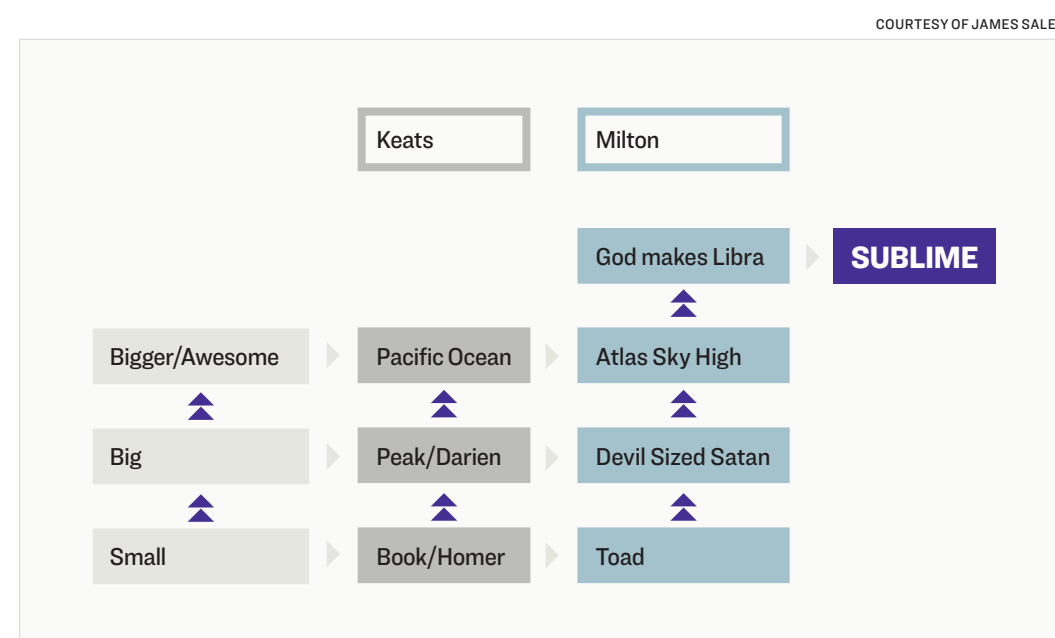 COURTESY OF JAMES SALE
Keats
Milton
God makes Libra
SUBLIME
Bigger/Awesome
Pacific Ocean
Atlas Sky High
Big
Peak/Darien
Devil Sized Satan
Small
Book/Homer
Toad